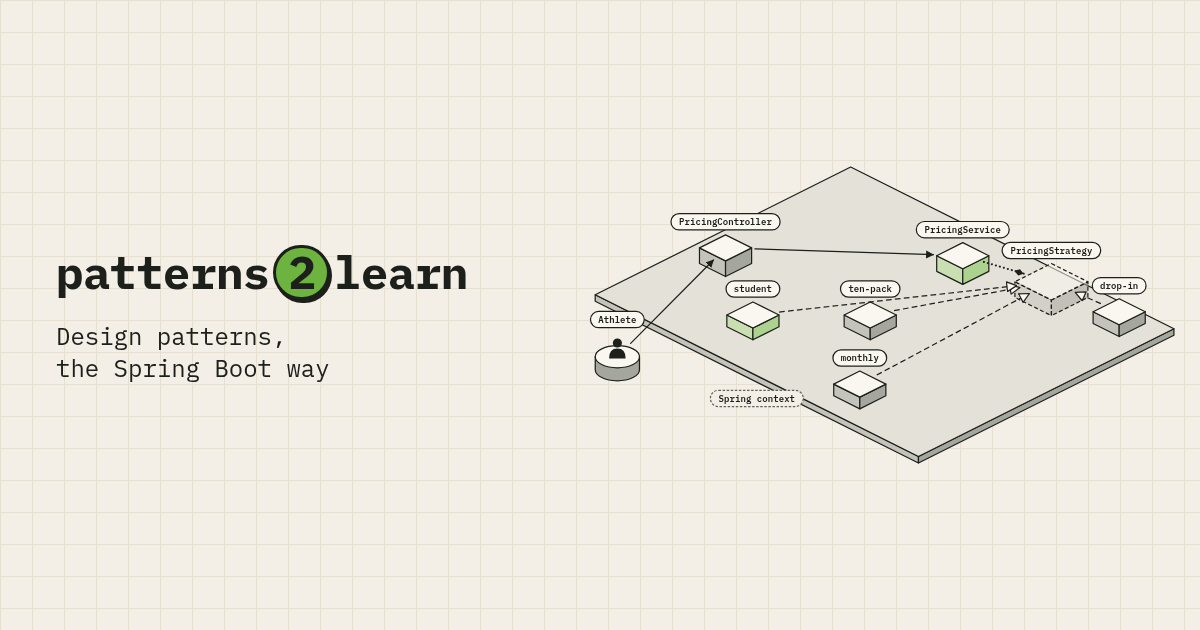 patterns2learn
Design patterns,
the Spring Boot way
PricingController
PricingService
PricingStrategy
student
ten-pack
drop-in
Athlete
monthly
Spring context